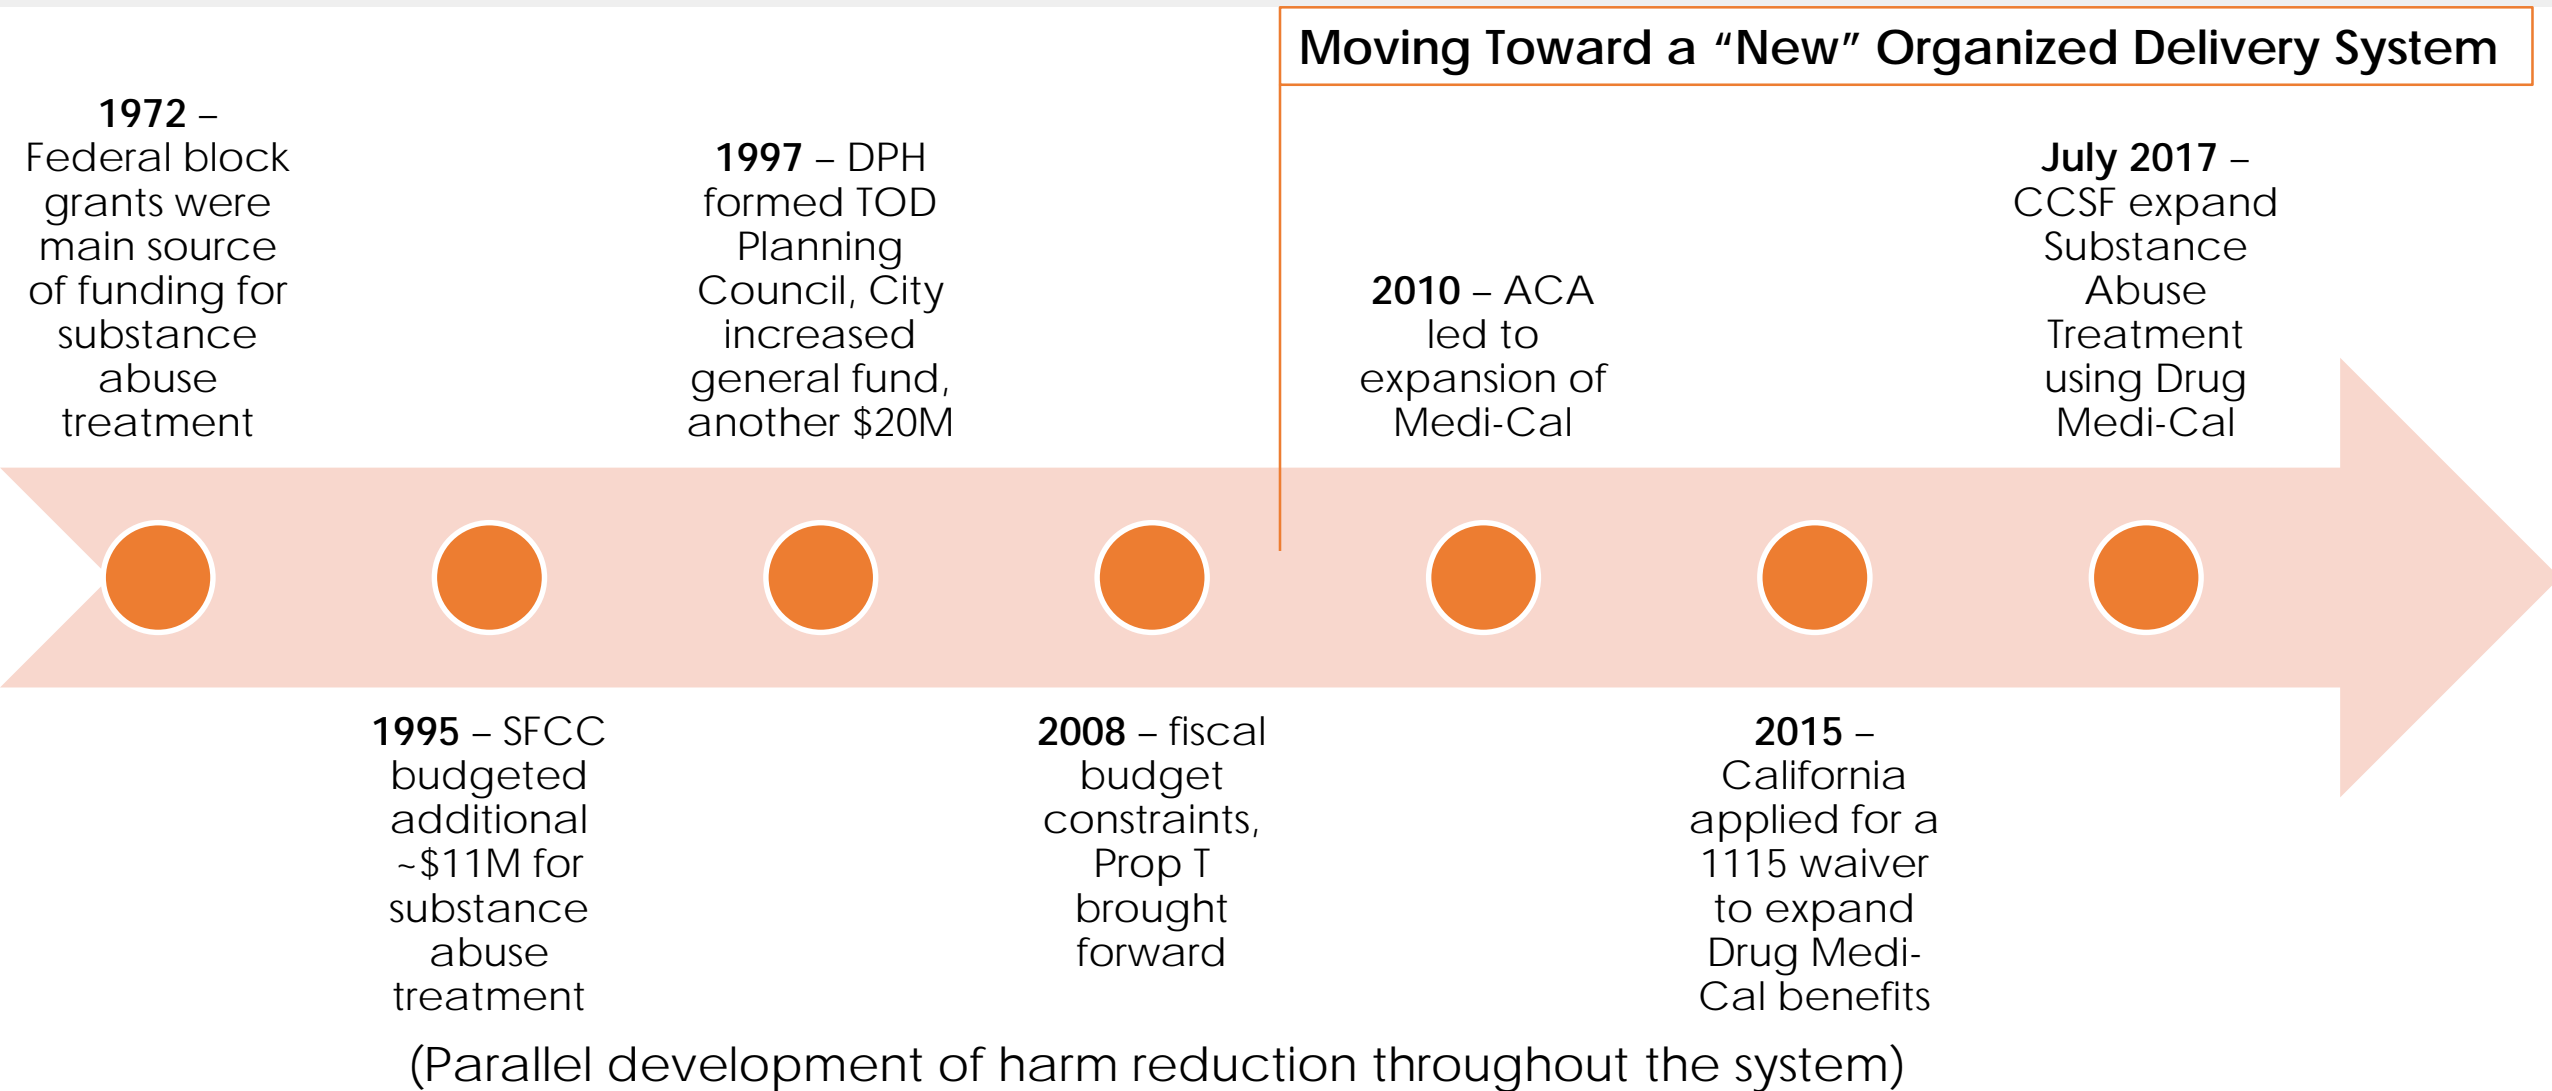 Moving Toward a “New” Organized Delivery System
1972 –
Federal block
grants were
main source
of funding for
substance
abuse
treatment
1995 – SFCC
budgeted
additional
~$11M for
substance
abuse
treatment
1997 – DPH
formed TOD
Planning
Council, City
increased
general fund,
another $20M
2008 – fiscal
budget
constraints,
Prop T
brought
forward
2010 – ACA
led to
expansion of
Medi-Cal
2015 –
California
applied for a
1115 waiver
to expand
Drug Medi-
Cal benefits
July 2017 –
CCSF expand
Substance
Abuse
Treatment
using Drug
Medi-Cal
(Parallel development of harm reduction throughout the system)